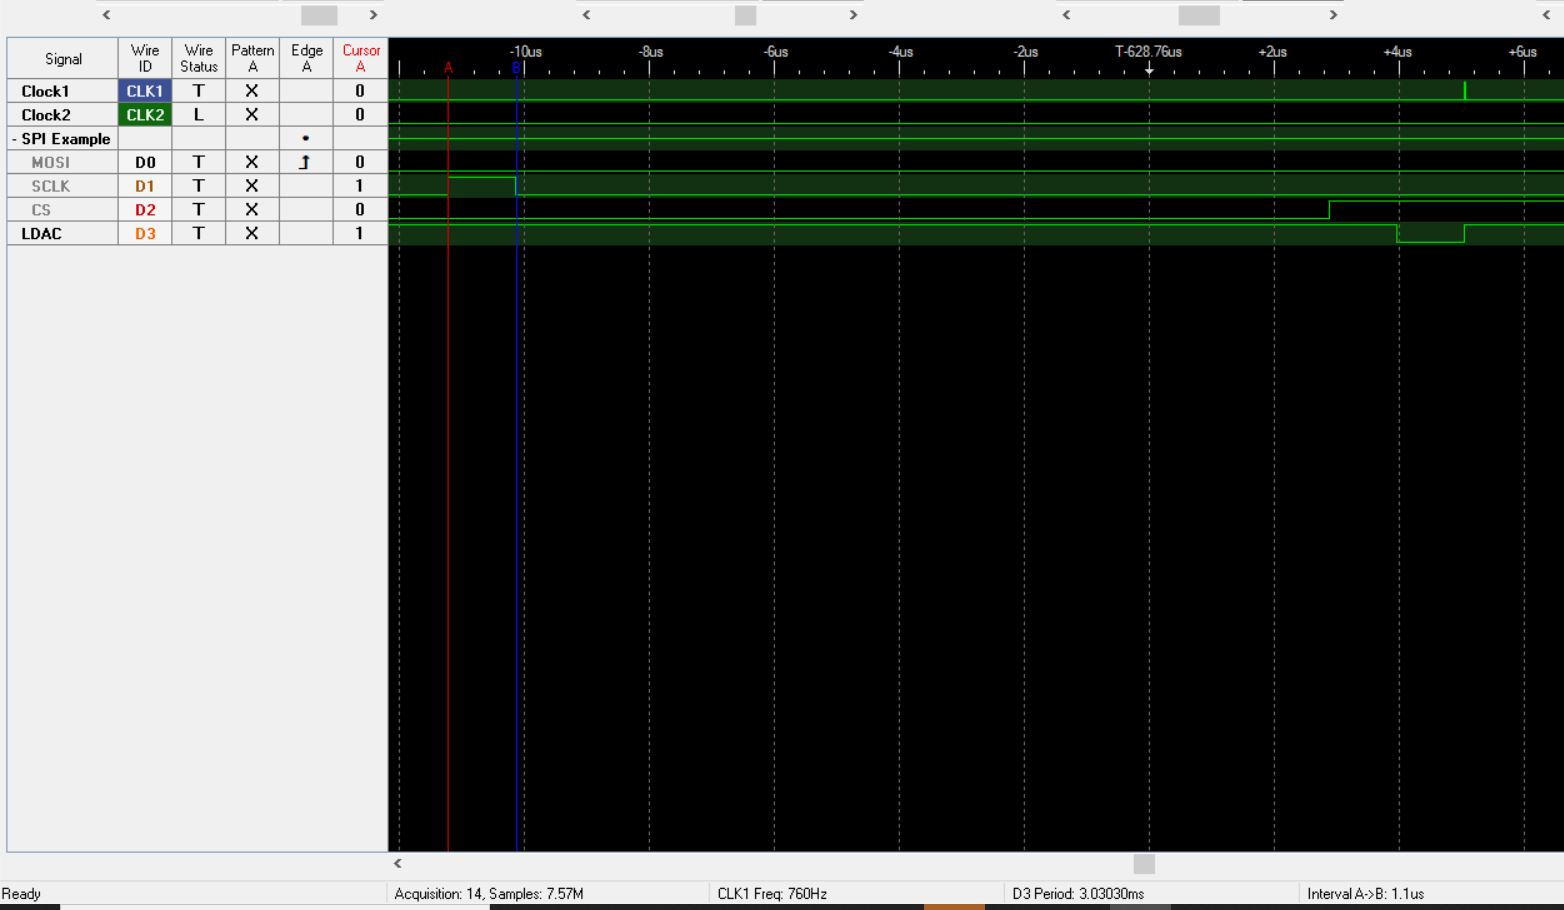 Signal Wire ID Wire Status Pattern A Edge A Cursor A
-10us -8us -6us -4us -2us T-628.76us +2us +4us +6us
A B
Clock1 CLK1 T X 0
Clock2 CLK2 L X 0
- SPI Example
MOSI D0 T X 0
SCLK D1 T X 1
CS D2 T X 0
LDAC D3 T X 1
Ready Acquisition: 14, Samples: 7.57M CLK1 Freq: 760Hz D3 Period: 3.03030ms Interval A->B: 1.1us